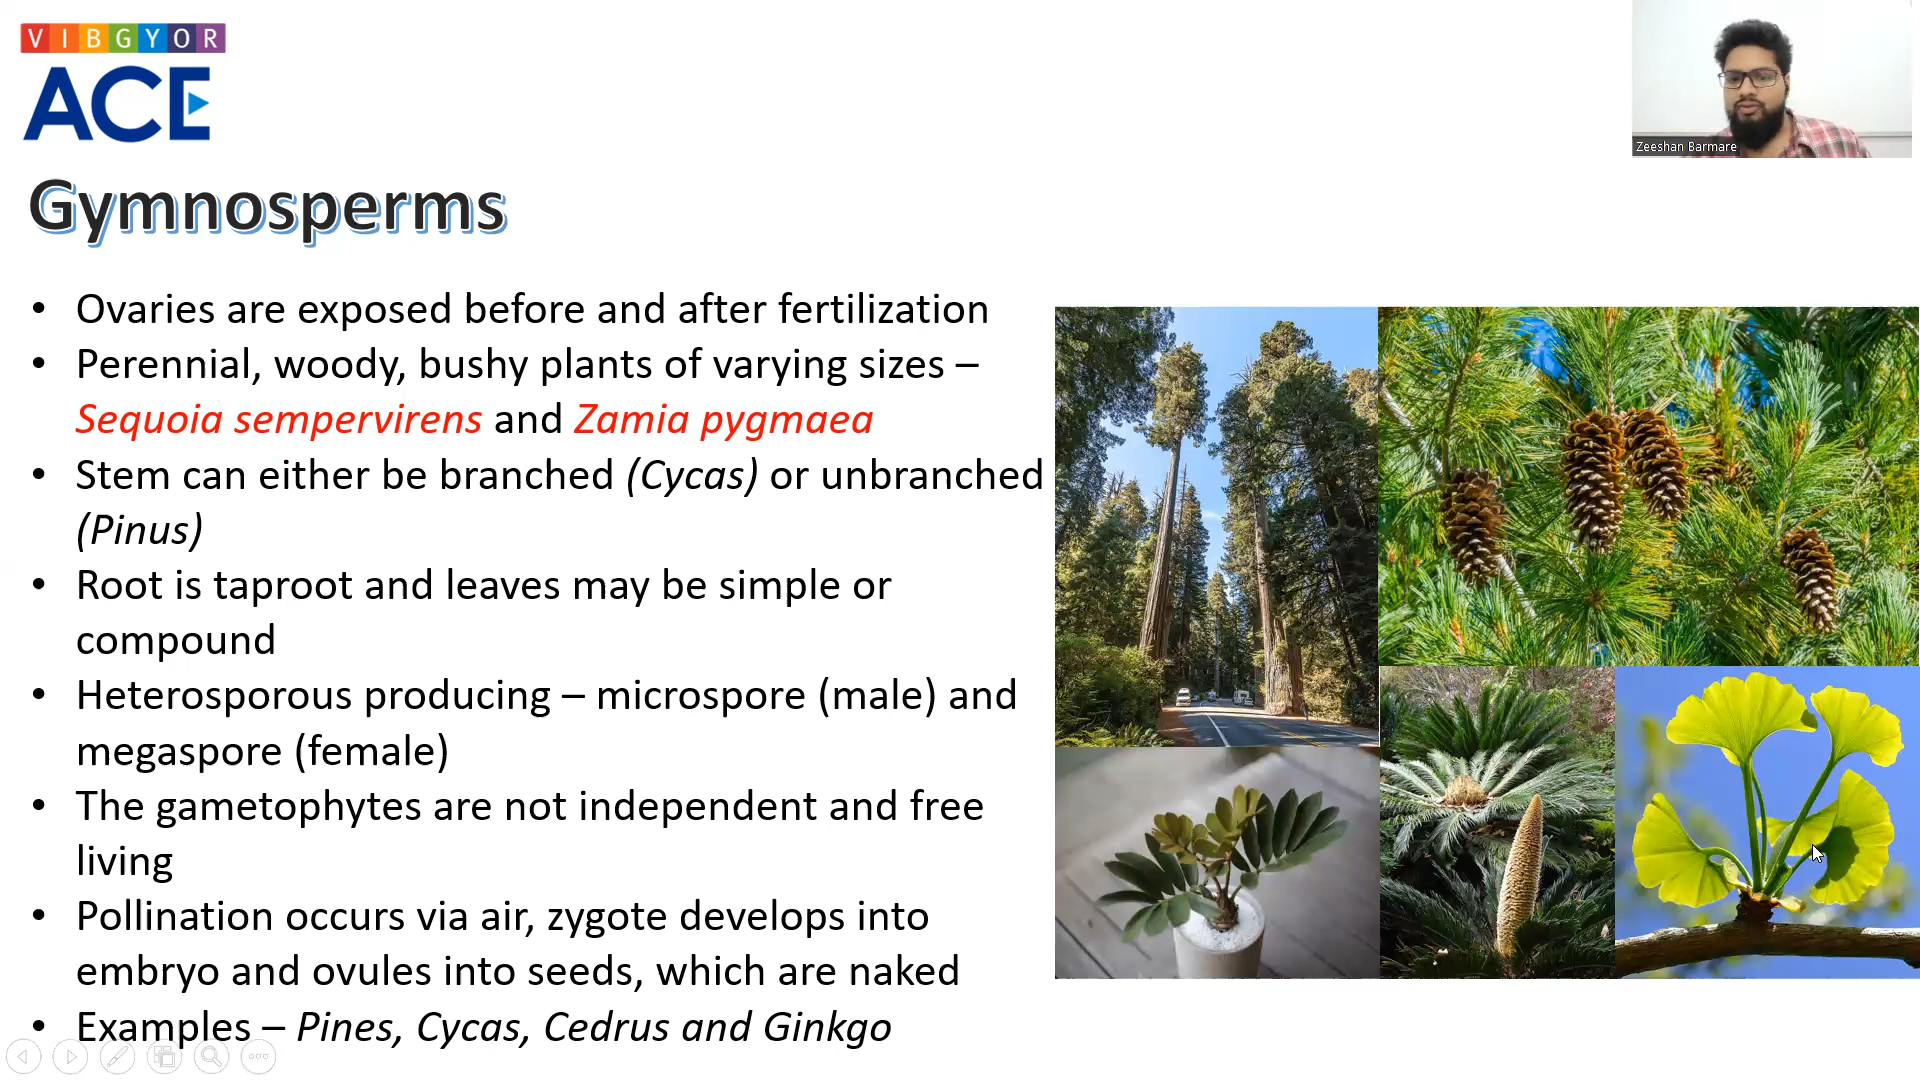 VIBGYOR
ACE
Zeeshan Barmare
Gymnosperms
• Ovaries are exposed before and after fertilization
• Perennial, woody, bushy plants of varying sizes –
Sequoia sempervirens and Zamia pygmaea
• Stem can either be branched (Cycas) or unbranched
(Pinus)
• Root is taproot and leaves may be simple or
compound
• Heterosporous producing – microspore (male) and
megaspore (female)
• The gametophytes are not independent and free
living
• Pollination occurs via air, zygote develops into
embryo and ovules into seeds, which are naked
• Examples – Pines, Cycas, Cedrus and Ginkgo